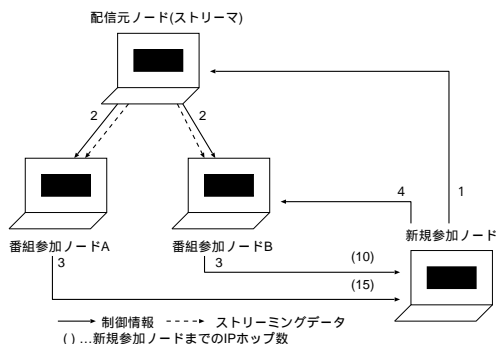 配信元ノード(ストリーマ)
2
2
4
1
番組参加ノードA
番組参加ノードB
新規参加ノード
3
3
(10)
(15)
制御情報
ストリーミングデータ
( ) ...新規参加ノードまでのIPホップ数